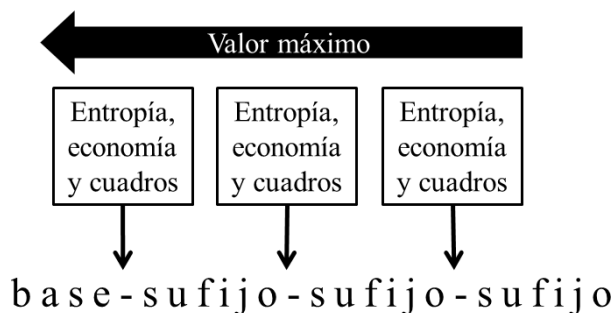 Valor máximo
Entropía,
economía
y cuadros
Entropía,
economía
y cuadros
Entropía,
economía
y cuadros
base-sufijo-sufijo-sufijo